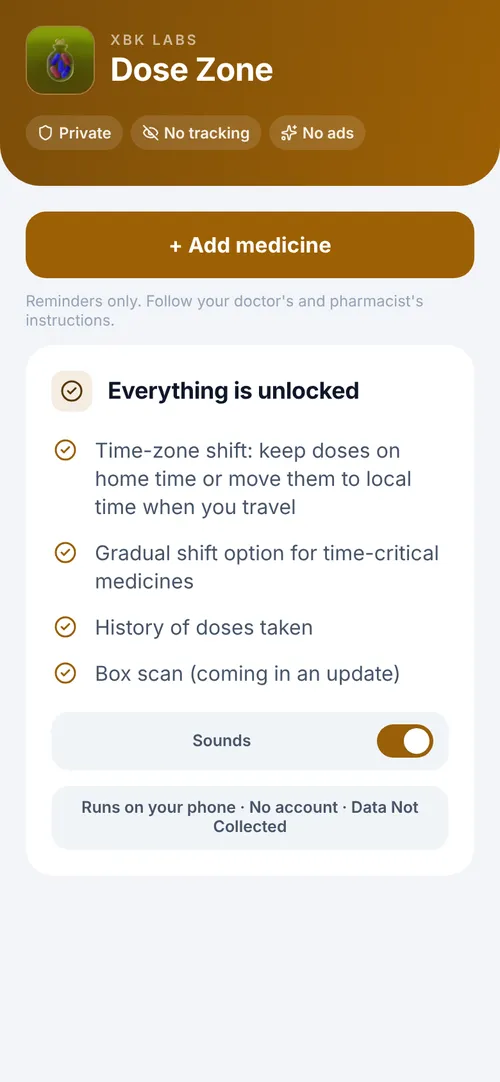 XBK LABS
Dose Zone
Private
No tracking
No ads
+ Add medicine
Reminders only. Follow your doctor's and pharmacist's
instructions.
Everything is unlocked
Time-zone shift: keep doses on
home time or move them to local
time when you travel
Gradual shift option for time-critical
medicines
History of doses taken
Box scan (coming in an update)
Sounds
Runs on your phone · No account · Data Not
Collected